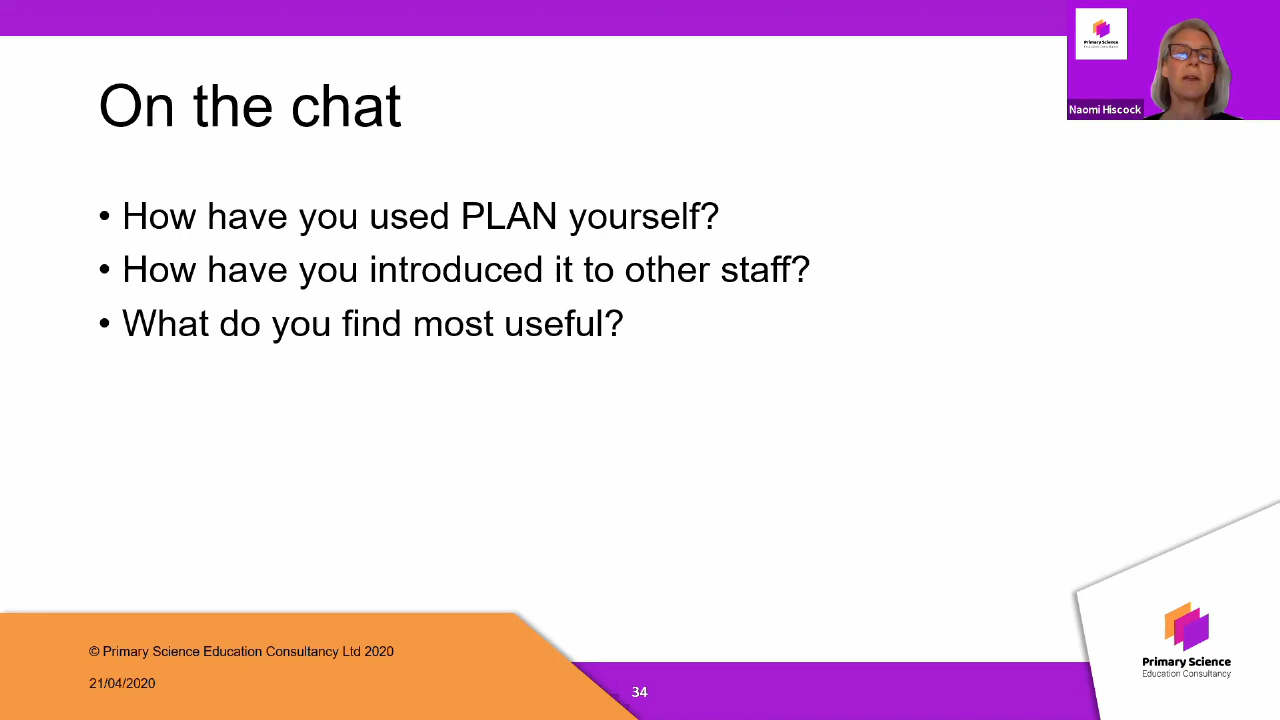 On the chat
• How have you used PLAN yourself?
• How have you introduced it to other staff?
• What do you find most useful?
Primary Science
Education Consultancy
Naomi Hiscock
© Primary Science Education Consultancy Ltd 2020
21/04/2020
34
Primary Science
Education Consultancy